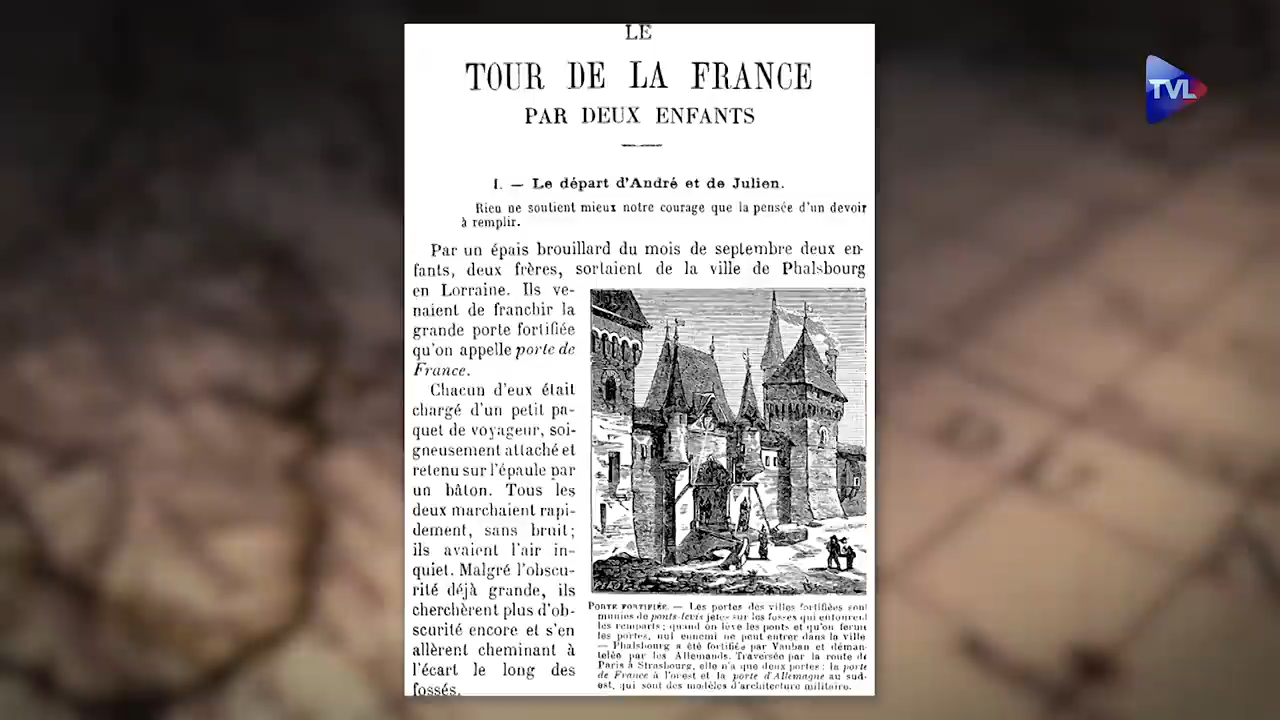 LE
TOUR DE LA FRANCE
PAR DEUX ENFANTS
I. — Le départ d'André et de Julien.
Rien ne soutient mieux notre courage que la pensée d'un devoir
à remplir.
Par un épais brouillard du mois de septembre deux en-
fants, deux frères, sortaient de la ville de Phalsbourg
en Lorraine. Ils ve-
naient de franchir la
grande porte fortifiée
qu'on appelle porte de
France.
Chacun d'eux était
chargé d'un petit pa-
quet de voyageur, soi-
gneusement attaché et
retenu sur l'épaule par
un bâton. Tous les
deux marchaient rapi-
dement, sans bruit;
ils avaient l'air in-
quiet. Malgré l'obscu-
rité déjà grande, ils
cherchèrent plus d'ob-
scurité encore et s'en
allèrent cheminant à
l'écart le long des
fossés.
PORTE FORTIFIÉE. — Les portes des villes fortifiées sont
munies de ponts-levis jetés sur les fossés qui entourent
les remparts; quand on lève les ponts et qu'on ferme
les portes, nul ennemi ne peut entrer dans la ville
— Phalsbourg a été fortifiée par Vauban et déman-
telée par les Allemands. Traversée par la route de
Paris à Strasbourg, elle n'a que deux portes: la porte
de France à l'ouest et la porte d'Allemagne au sud-
est, qui sont des modèles d'architecture militaire.
TVL